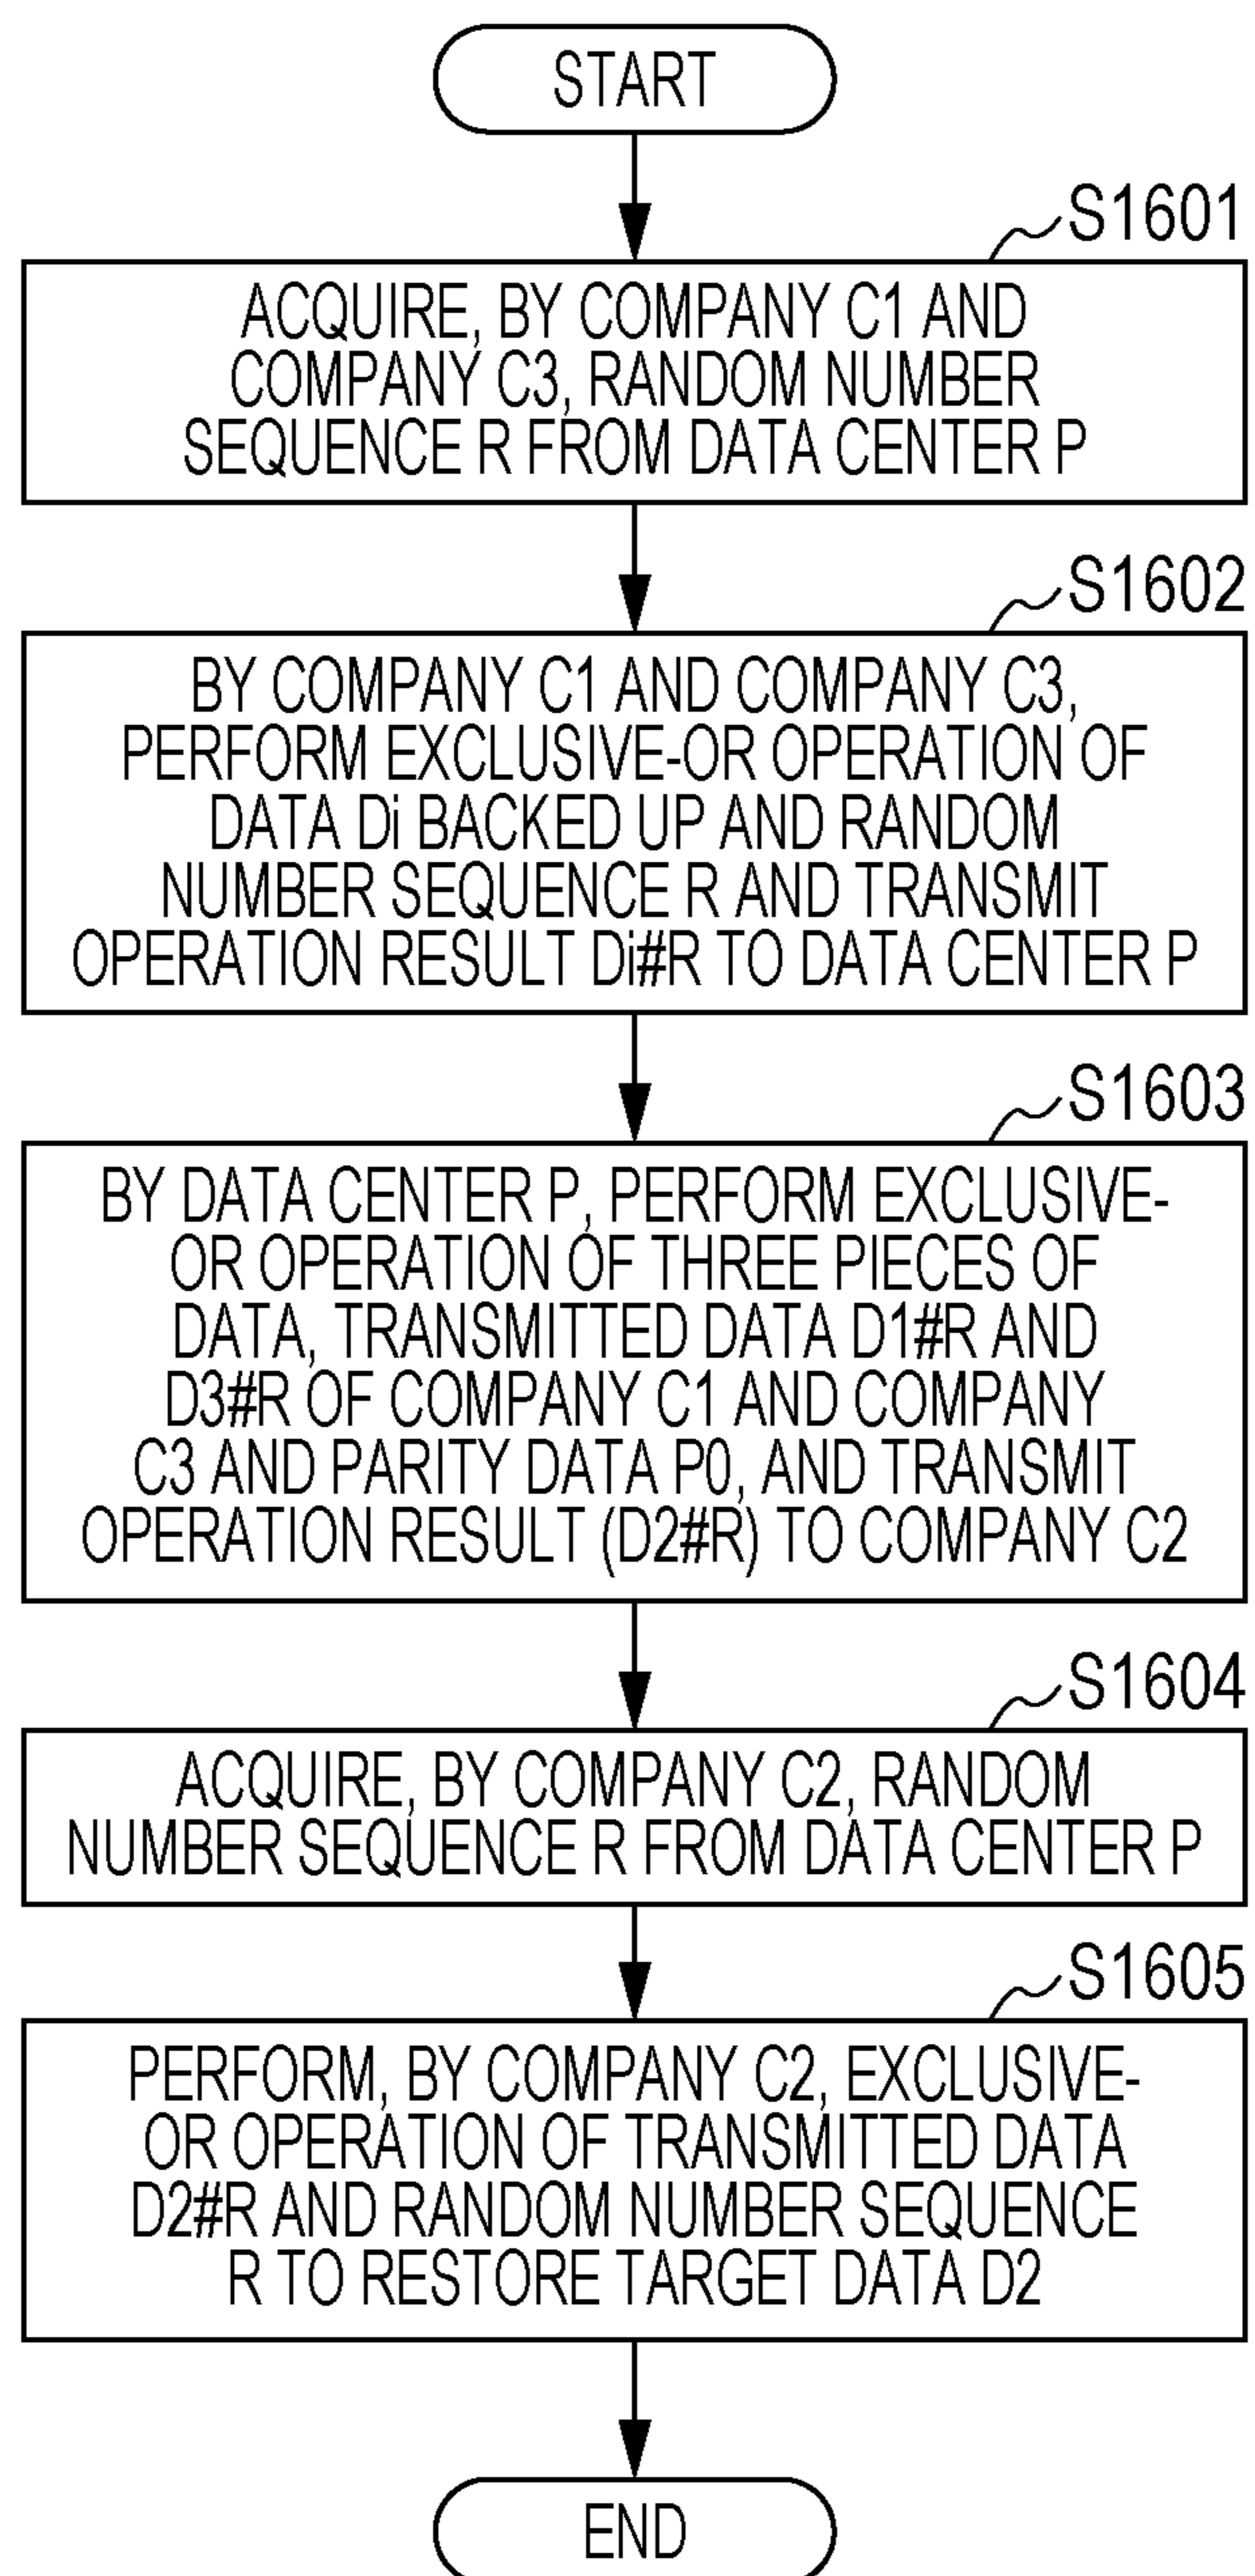 START
S1601
ACQUIRE, BY COMPANY C1 AND
COMPANY C3, RANDOM NUMBER
SEQUENCE R FROM DATA CENTER P
S1602
BY COMPANY C1 AND COMPANY C3,
PERFORM EXCLUSIVE-OR OPERATION OF
DATA Di BACKED UP AND RANDOM
NUMBER SEQUENCE R AND TRANSMIT
OPERATION RESULT Di#R TO DATA CENTER P
S1603
BY DATA CENTER P, PERFORM EXCLUSIVE-
OR OPERATION OF THREE PIECES OF
DATA, TRANSMITTED DATA D1#R AND
D3#R OF COMPANY C1 AND COMPANY
C3 AND PARITY DATA P0, AND TRANSMIT
OPERATION RESULT (D2#R) TO COMPANY C2
S1604
ACQUIRE, BY COMPANY C2, RANDOM
NUMBER SEQUENCE R FROM DATA CENTER P
S1605
PERFORM, BY COMPANY C2, EXCLUSIVE-
OR OPERATION OF TRANSMITTED DATA
D2#R AND RANDOM NUMBER SEQUENCE
R TO RESTORE TARGET DATA D2
END